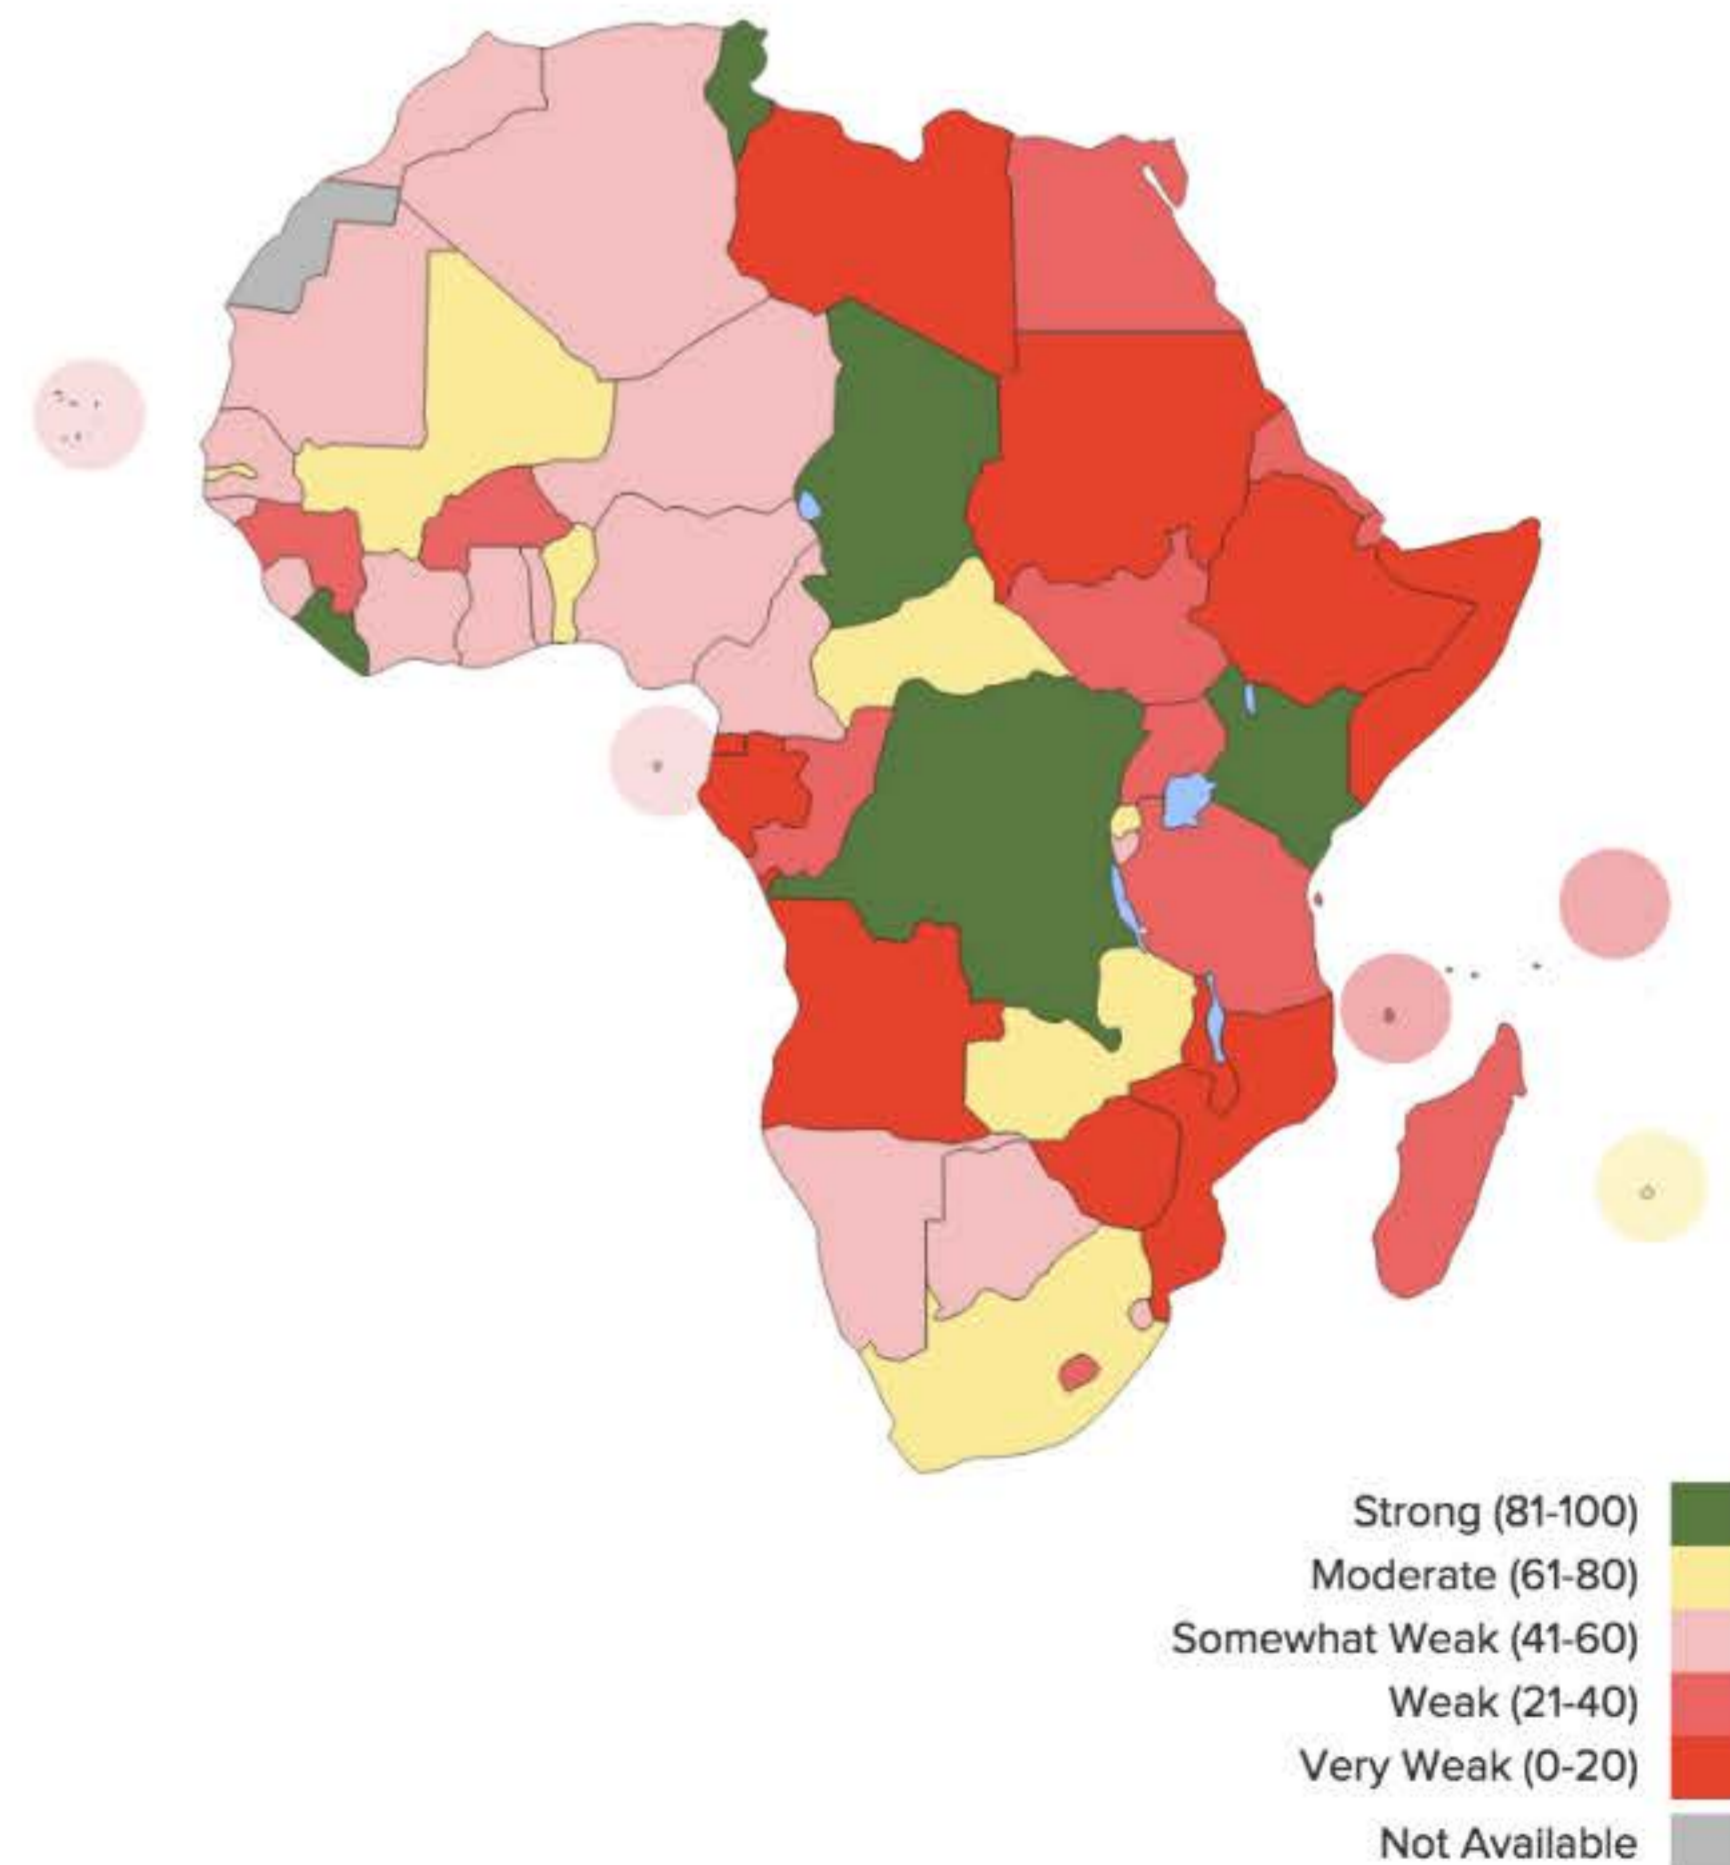 Strong (81-100)
Moderate (61-80)
Somewhat Weak (41-60)
Weak (21-40)
Very Weak (0-20)
Not Available